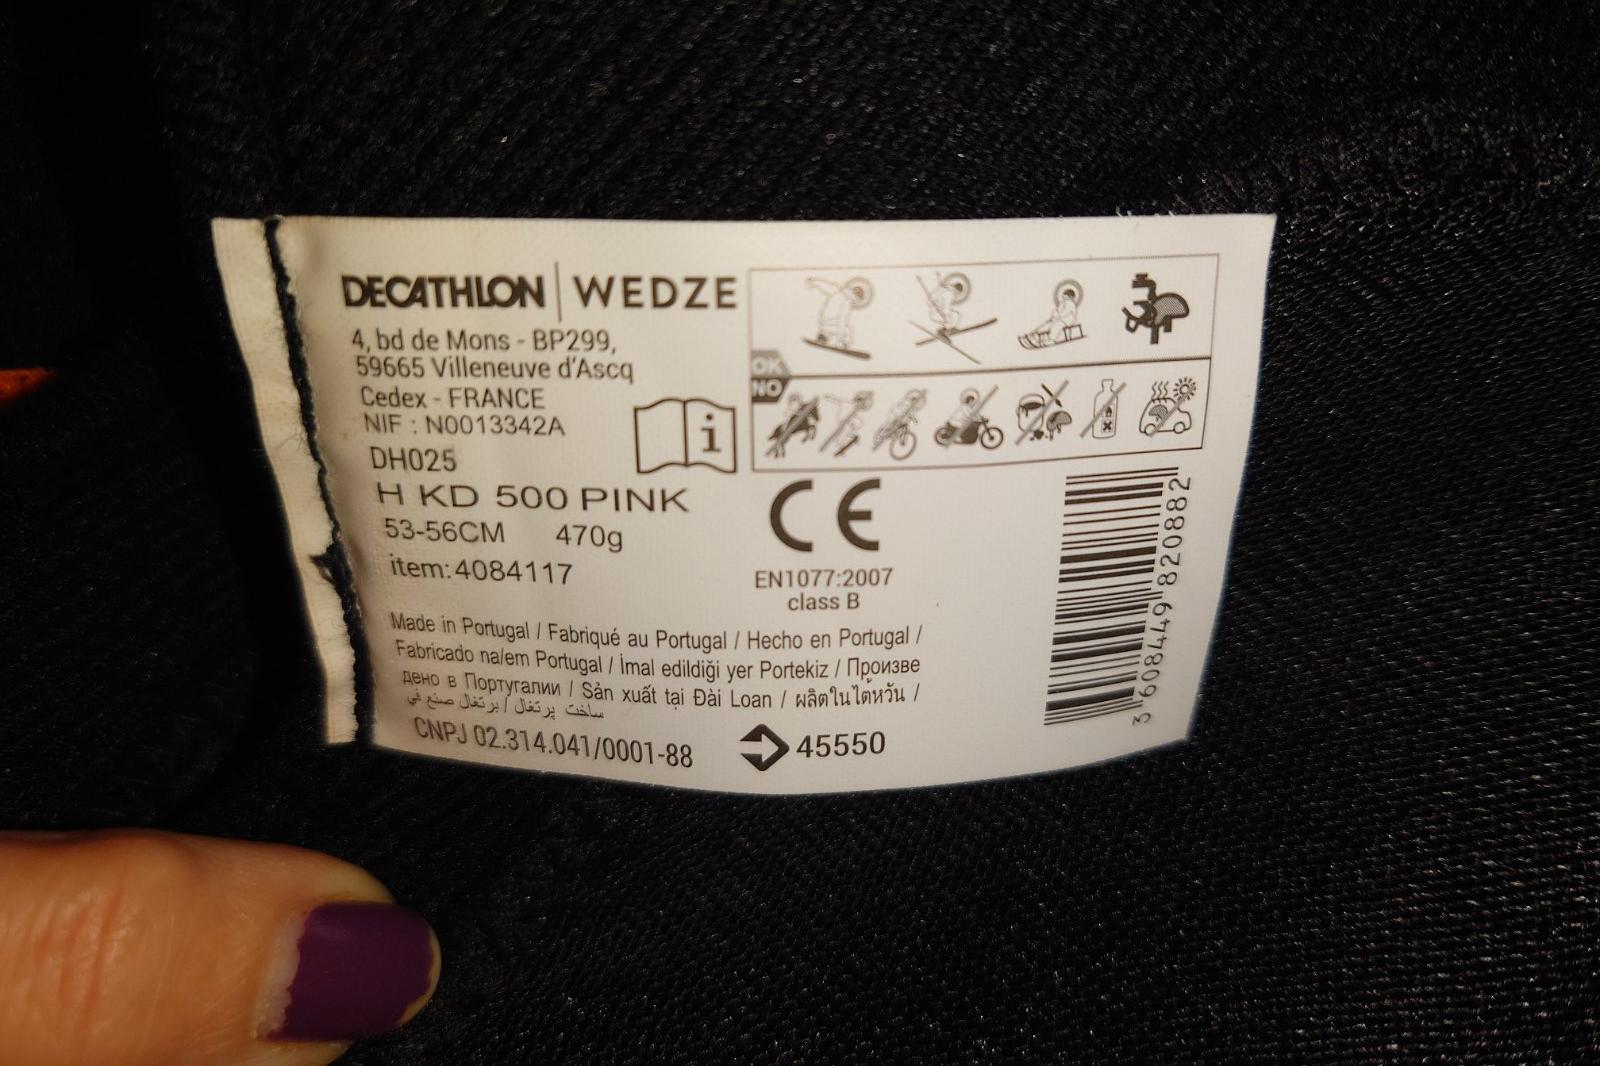 DECATHLON | WEDZE
4, bd de Mons - BP299,
59665 Villeneuve d'Ascq
Cedex - FRANCE
NIF : N0013342A
DH025
H KD 500 PINK
53-56CM 470g
item:4084117
i
OK
NO
CE
EN1077:2007
class B
Made in Portugal / Fabriqué au Portugal / Hecho en Portugal /
Fabricado na/em Portugal / İmal edildiği yer Portekiz / Произве
дено в Португалии / Sản xuất tại Đài Loan / ผลิตในไต้หวัน /
ساخت پرتغال / برتغال صنع في
CNPJ 02.314.041/0001-88
45550
3 608449 820882